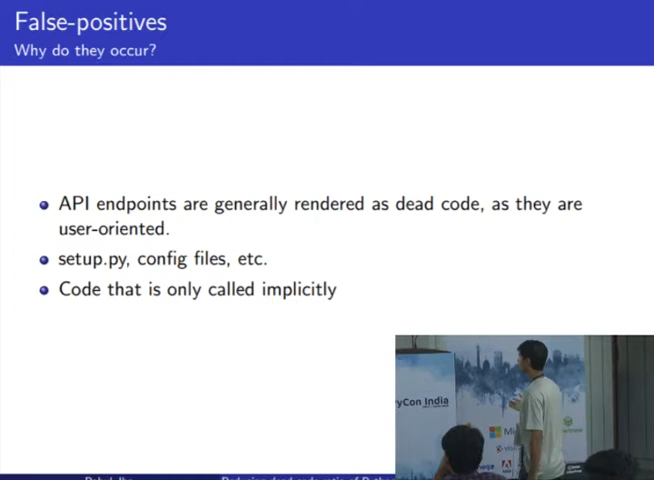 False-positives
Why do they occur?
API endpoints are generally rendered as dead code, as they are
user-oriented.
setup.py, config files, etc.
Code that is only called implicitly
yCon India